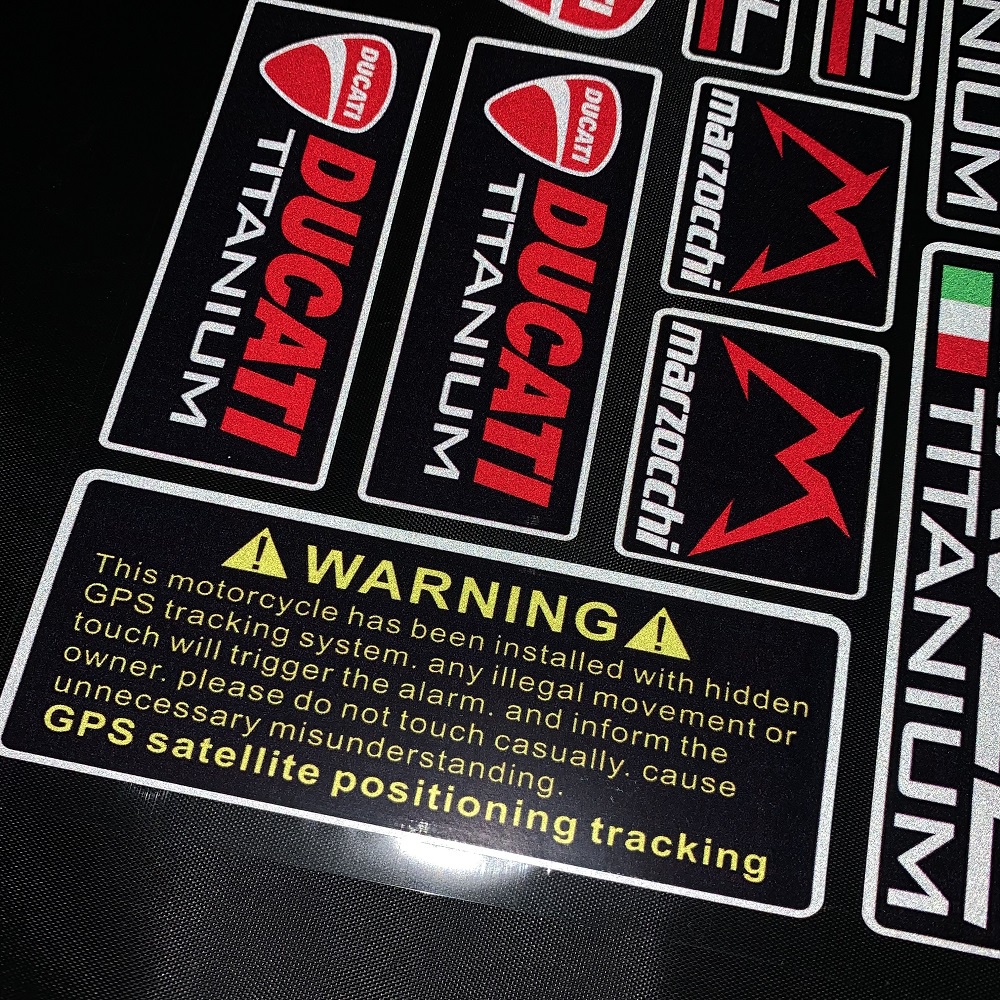 DUCATI
DUCATI
TITANIUM
DUCATI
DUCATI
TITANIUM
marzocchi
marzocchi
TITANIUM
WARNING
This motorcycle has been installed with hidden
GPS tracking system. any illegal movement or
touch will trigger the alarm. and inform the
owner. please do not touch casually. cause
unnecessary misunderstanding.
GPS satellite positioning tracking